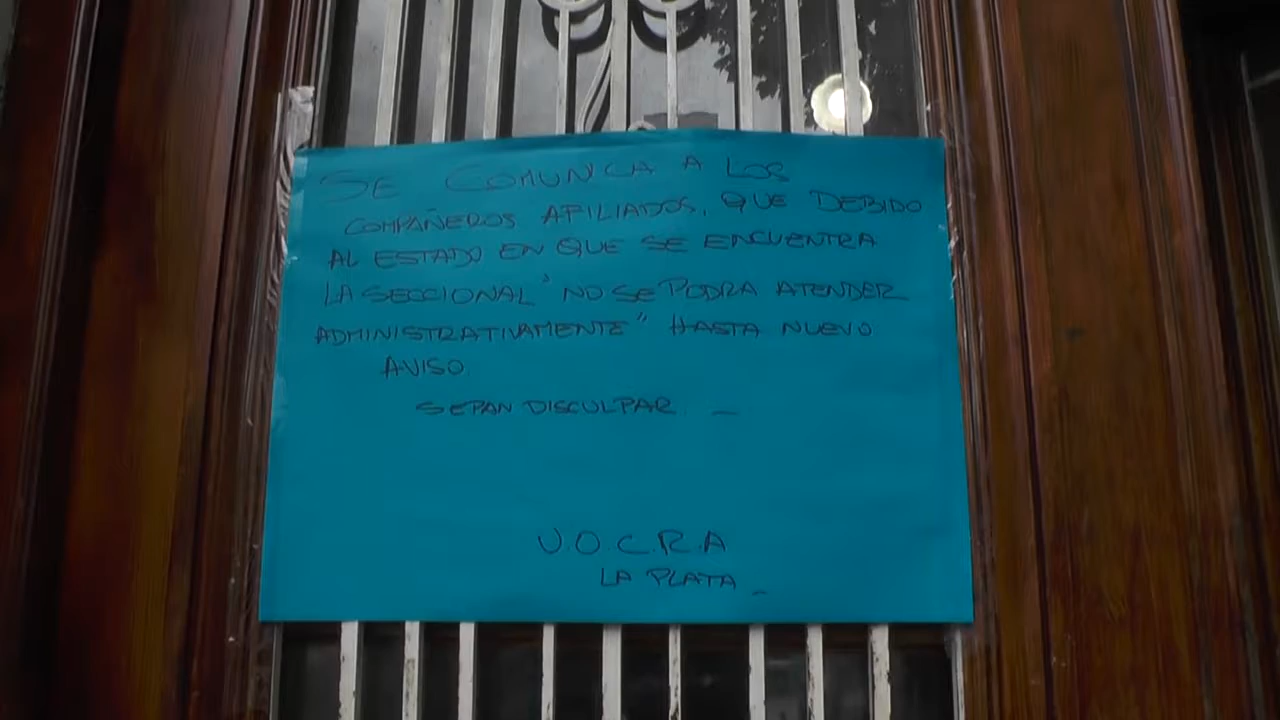 SE COMUNICA A LOS
COMPAÑEROS AFILIADOS, QUE DEBIDO
AL ESTADO EN QUE SE ENCUENTRA
LA SECCIONAL "NO SE PODRA ATENDER
ADMINISTRATIVAMENTE" HASTA NUEVO
AVISO
SEPAN DISCULPAR. _
U.O.C.R.A
LA PLATA _